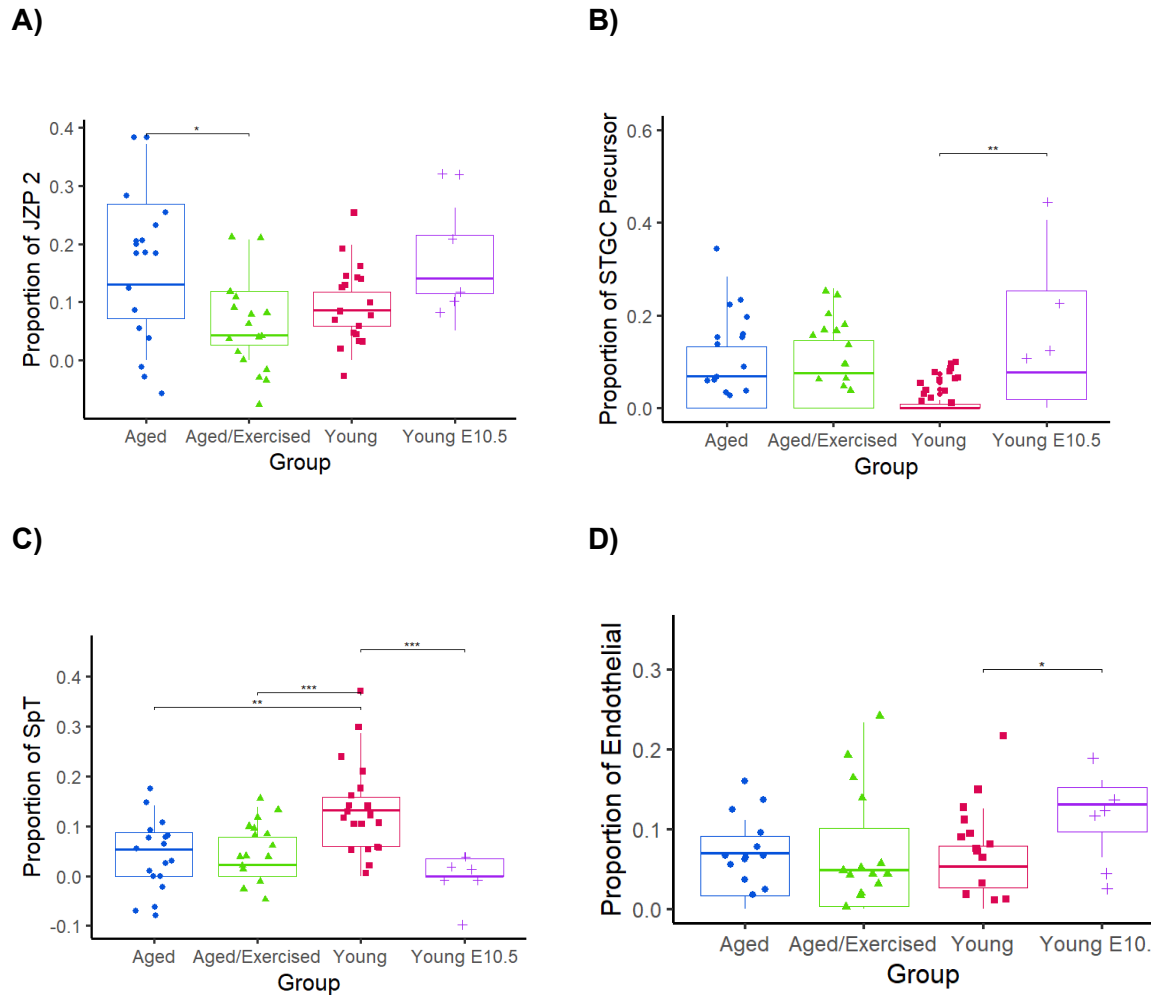 A)
B)
Proportion of JZP 2
0.4
0.3
0.2
0.1
0.0
*
Aged Aged/Exercised Young Young E10.5
Group
Proportion of STGC Precursor
0.6
0.4
0.2
0.0
**
Aged Aged/Exercised Young Young E10.5
Group
C)
D)
Proportion of SpT
0.4
0.3
0.2
0.1
0.0
-0.1
***
***
**
Aged Aged/Exercised Young Young E10.5
Group
Proportion of Endothelial
0.3
0.2
0.1
0.0
*
Aged Aged/Exercised Young Young E10.
Group